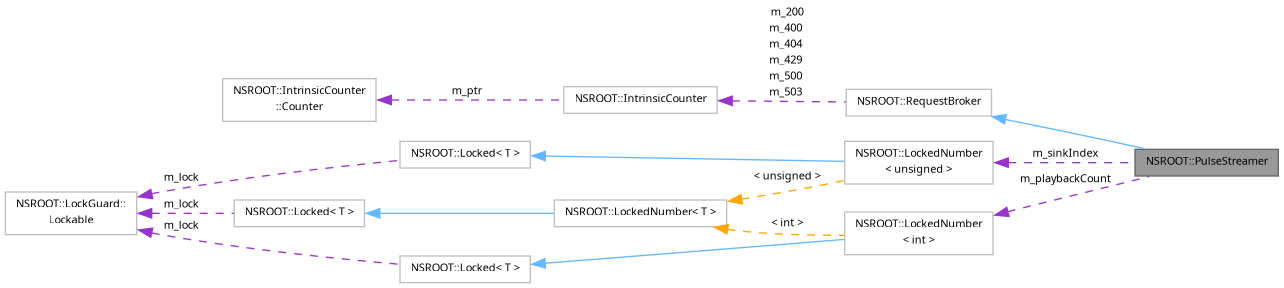 m_200
m_400
m_404
m_429
m_500
m_503
NSROOT::IntrinsicCounter
::Counter
m_ptr
NSROOT::IntrinsicCounter
NSROOT::RequestBroker
NSROOT::Locked< T >
NSROOT::LockedNumber
< unsigned >
m_sinkIndex
NSROOT::PulseStreamer
m_playbackCount
< unsigned >
m_lock
NSROOT::LockGuard::
Lockable
m_lock
NSROOT::Locked< T >
NSROOT::LockedNumber< T >
m_lock
< int >
NSROOT::LockedNumber
< int >
NSROOT::Locked< T >